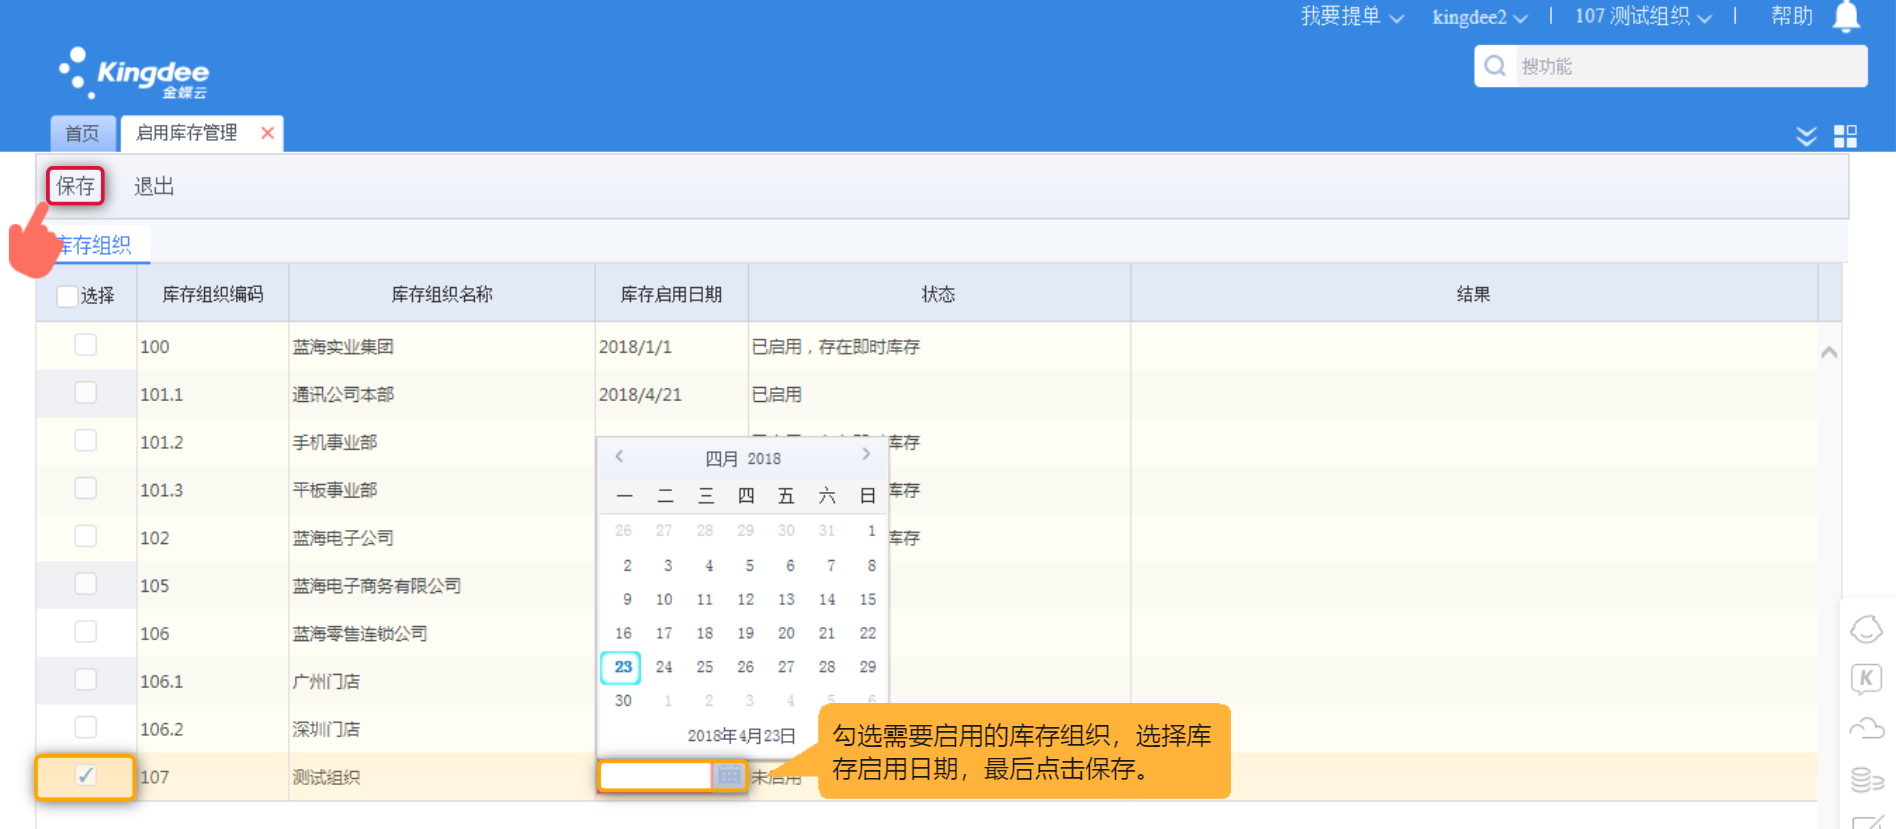 我要提单 kingdee2 107 测试组织 帮助
Kingdee
金蝶云
搜功能
首页 启用库存管理
保存 退出
库存组织
选择 库存组织编码 库存组织名称 库存启用日期 状态 结果
100 蓝海实业集团 2018/1/1 已启用，存在即时库存
101.1 通讯公司本部 2018/4/21 已启用
101.2 手机事业部 库存
四月 2018
101.3 平板事业部 库存
一 二 三 四 五 六 日
26 27 28 29 30 31 1
102 蓝海电子公司 库存
2 3 4 5 6 7 8
105 蓝海电子商务有限公司
9 10 11 12 13 14 15
106 蓝海零售连锁公司
16 17 18 19 20 21 22
23 24 25 26 27 28 29
106.1 广州门店
30 1 2 3 4 5 6
106.2 深圳门店
2018年4月23日
107 测试组织 未启用
勾选需要启用的库存组织，选择库
存启用日期，最后点击保存。
K